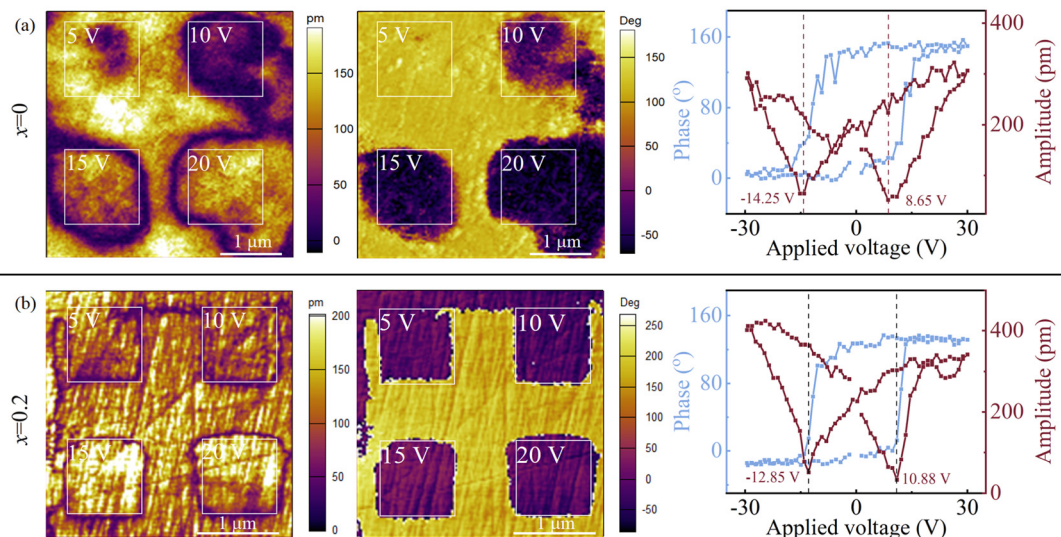 (a)
x=0
5 V
10 V
15 V
20 V
1 μm
pm
150
100
50
0
5 V
10 V
15 V
20 V
1 μm
Deg
150
100
50
0
-50
160
80
0
Phase (°)
-14.25 V
8.65 V
-30
0
30
Applied voltage (V)
400
200
0
Amplitude (pm)
(b)
x=0.2
5 V
10 V
15 V
20 V
1 μm
pm
200
150
100
50
0
5 V
10 V
15 V
20 V
1 μm
Deg
250
200
150
100
50
0
-50
160
80
0
Phase (°)
-12.85 V
10.88 V
-30
0
30
Applied voltage (V)
400
200
0
Amplitude (pm)